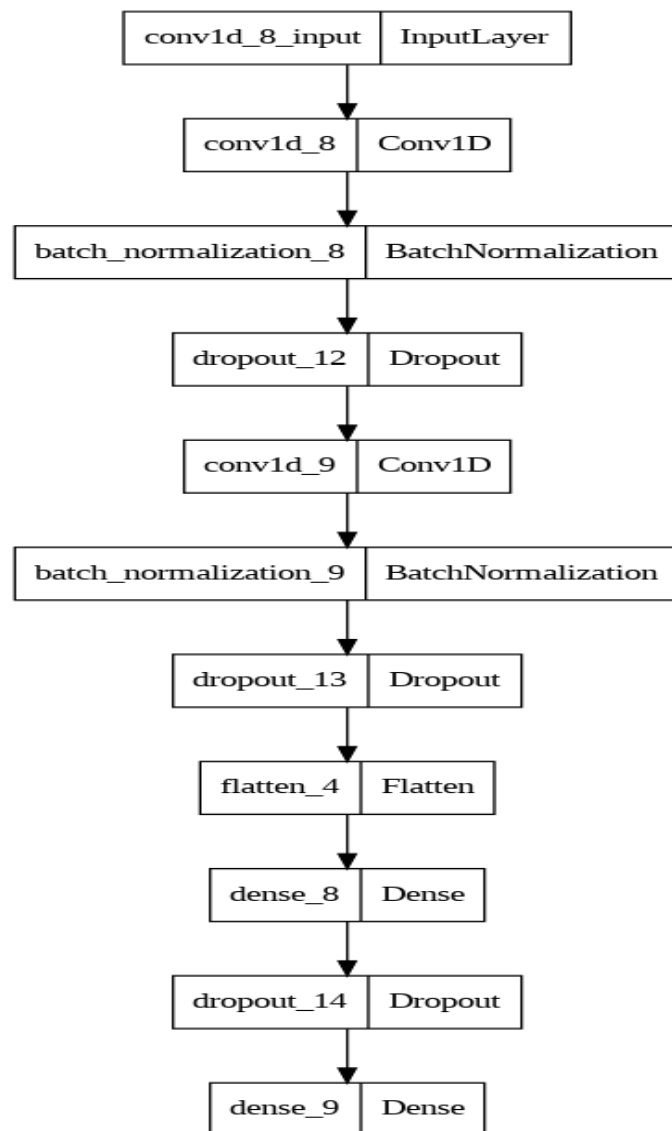 conv1d_8_input InputLayer
conv1d_8 Conv1D
batch_normalization_8 BatchNormalization
dropout_12 Dropout
conv1d_9 Conv1D
batch_normalization_9 BatchNormalization
dropout_13 Dropout
flatten_4 Flatten
dense_8 Dense
dropout_14 Dropout
dense_9 Dense